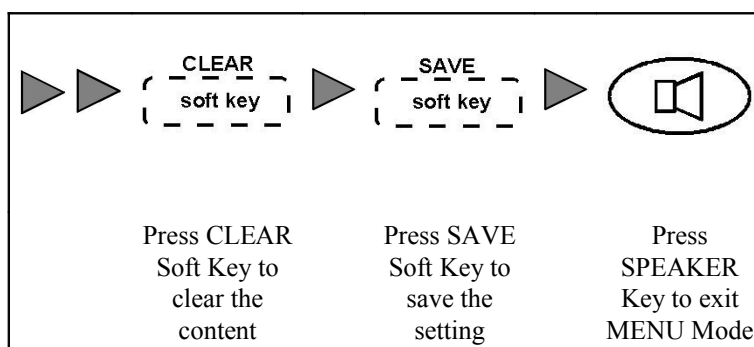 CLEAR
soft key
SAVE
soft key
Press CLEAR
Soft Key to
clear the
content
Press SAVE
Soft Key to
save the
setting
Press
SPEAKER
Key to exit
MENU Mode